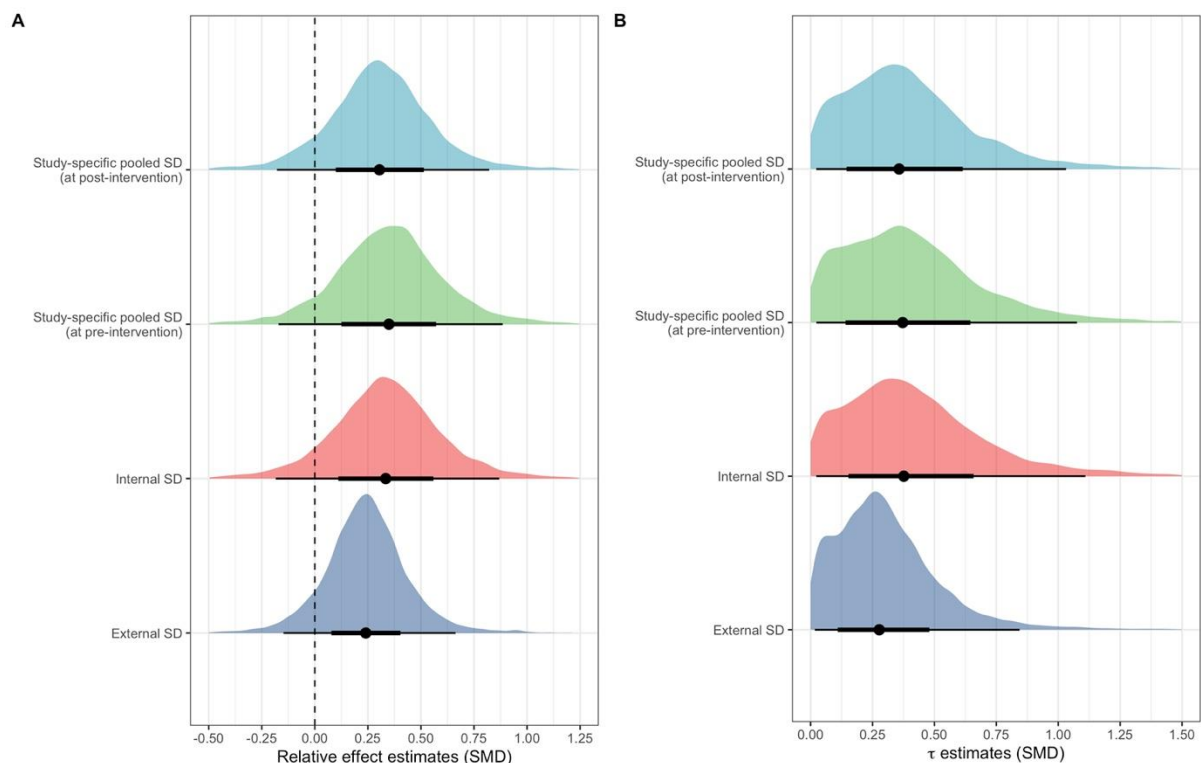 A
Study-specific pooled SD
(at post-intervention)
Study-specific pooled SD
(at pre-intervention)
Internal SD
External SD
-0.50 -0.25 0.00 0.25 0.50 0.75 1.00 1.25
Relative effect estimates (SMD)
B
Study-specific pooled SD
(at post-intervention)
Study-specific pooled SD
(at pre-intervention)
Internal SD
External SD
0.00 0.25 0.50 0.75 1.00 1.25 1.50
τ estimates (SMD)